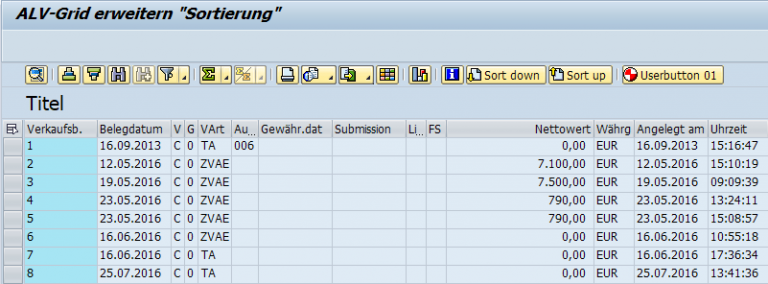 ALV-Grid erweitern "Sortierung"
Sort down Sort up Userbutton 01
Titel
Verkaufsb. Belegdatum V G VArt Au... Gewähr.dat Submission Li... FS Nettowert Währg Angelegt am Uhrzeit
1 16.09.2013 C 0 TA 006 0,00 EUR 16.09.2013 15:16:47
2 12.05.2016 C 0 ZVAE 7.100,00 EUR 12.05.2016 15:10:19
3 19.05.2016 C 0 ZVAE 7.500,00 EUR 19.05.2016 09:09:39
4 23.05.2016 C 0 ZVAE 790,00 EUR 23.05.2016 13:24:11
5 23.05.2016 C 0 ZVAE 790,00 EUR 23.05.2016 15:08:57
6 16.06.2016 C 0 ZVAE 0,00 EUR 16.06.2016 10:55:18
7 16.06.2016 C 0 TA 0,00 EUR 16.06.2016 17:36:34
8 25.07.2016 C 0 TA 0,00 EUR 25.07.2016 13:41:36